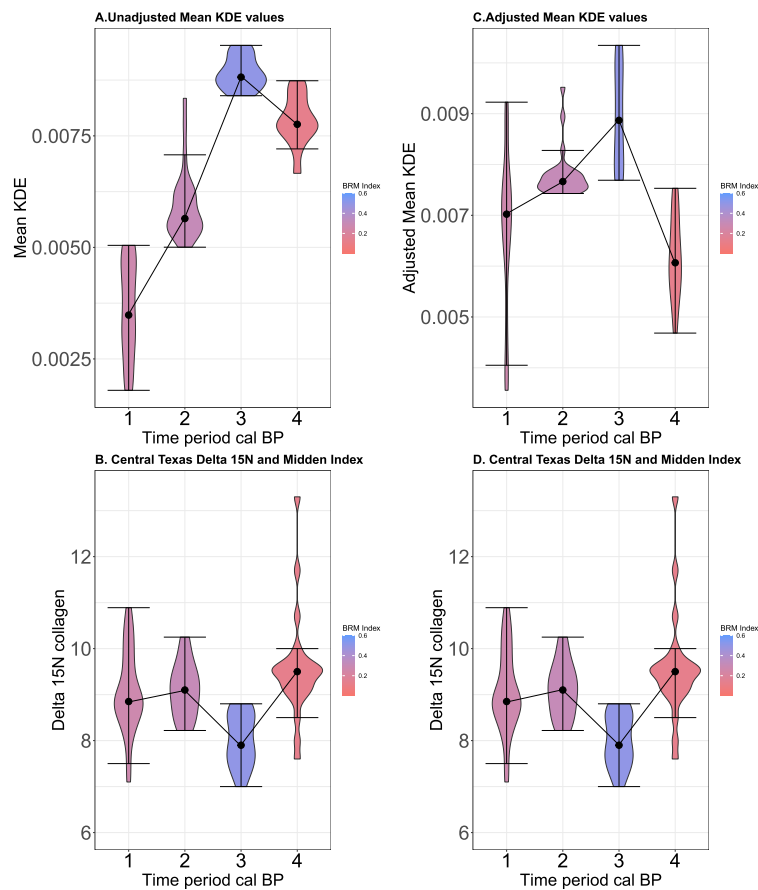 A.Unadjusted Mean KDE values
Mean KDE
0.0075
0.0050
0.0025
1 2 3 4
Time period cal BP
BRM Index
0.6
0.4
0.2
C.Adjusted Mean KDE values
Adjusted Mean KDE
0.009
0.007
0.005
1 2 3 4
Time period cal BP
BRM Index
0.6
0.4
0.2
B. Central Texas Delta 15N and Midden Index
Delta 15N collagen
12
10
8
6
1 2 3 4
Time period cal BP
BRM Index
0.6
0.4
0.2
D. Central Texas Delta 15N and Midden Index
Delta 15N collagen
12
10
8
6
1 2 3 4
Time period cal BP
BRM Index
0.6
0.4
0.2